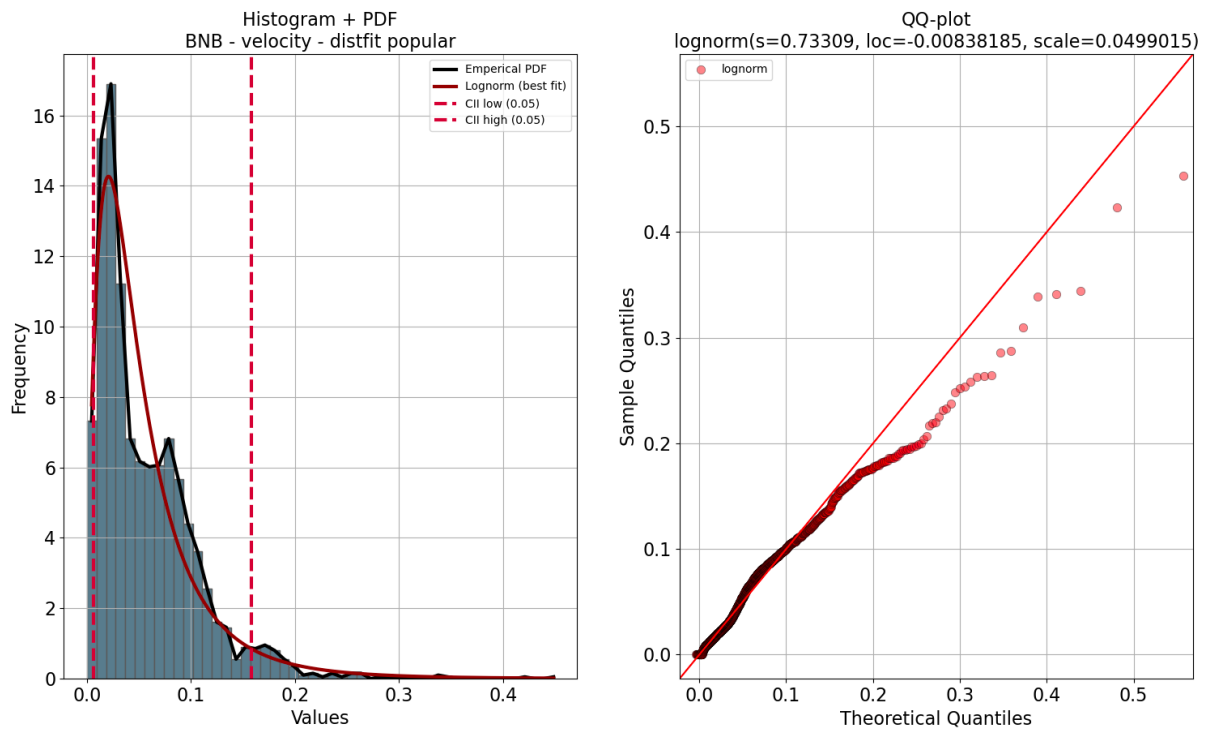 Histogram + PDF
BNB - velocity - distfit popular
Emperical PDF
Lognorm (best fit)
CII low (0.05)
CII high (0.05)
Frequency
16
14
12
10
8
6
4
2
0
0.0 0.1 0.2 0.3 0.4
Values
QQ-plot
lognorm(s=0.73309, loc=-0.00838185, scale=0.0499015)
lognorm
Sample Quantiles
0.5
0.4
0.3
0.2
0.1
0.0
0.0 0.1 0.2 0.3 0.4 0.5
Theoretical Quantiles